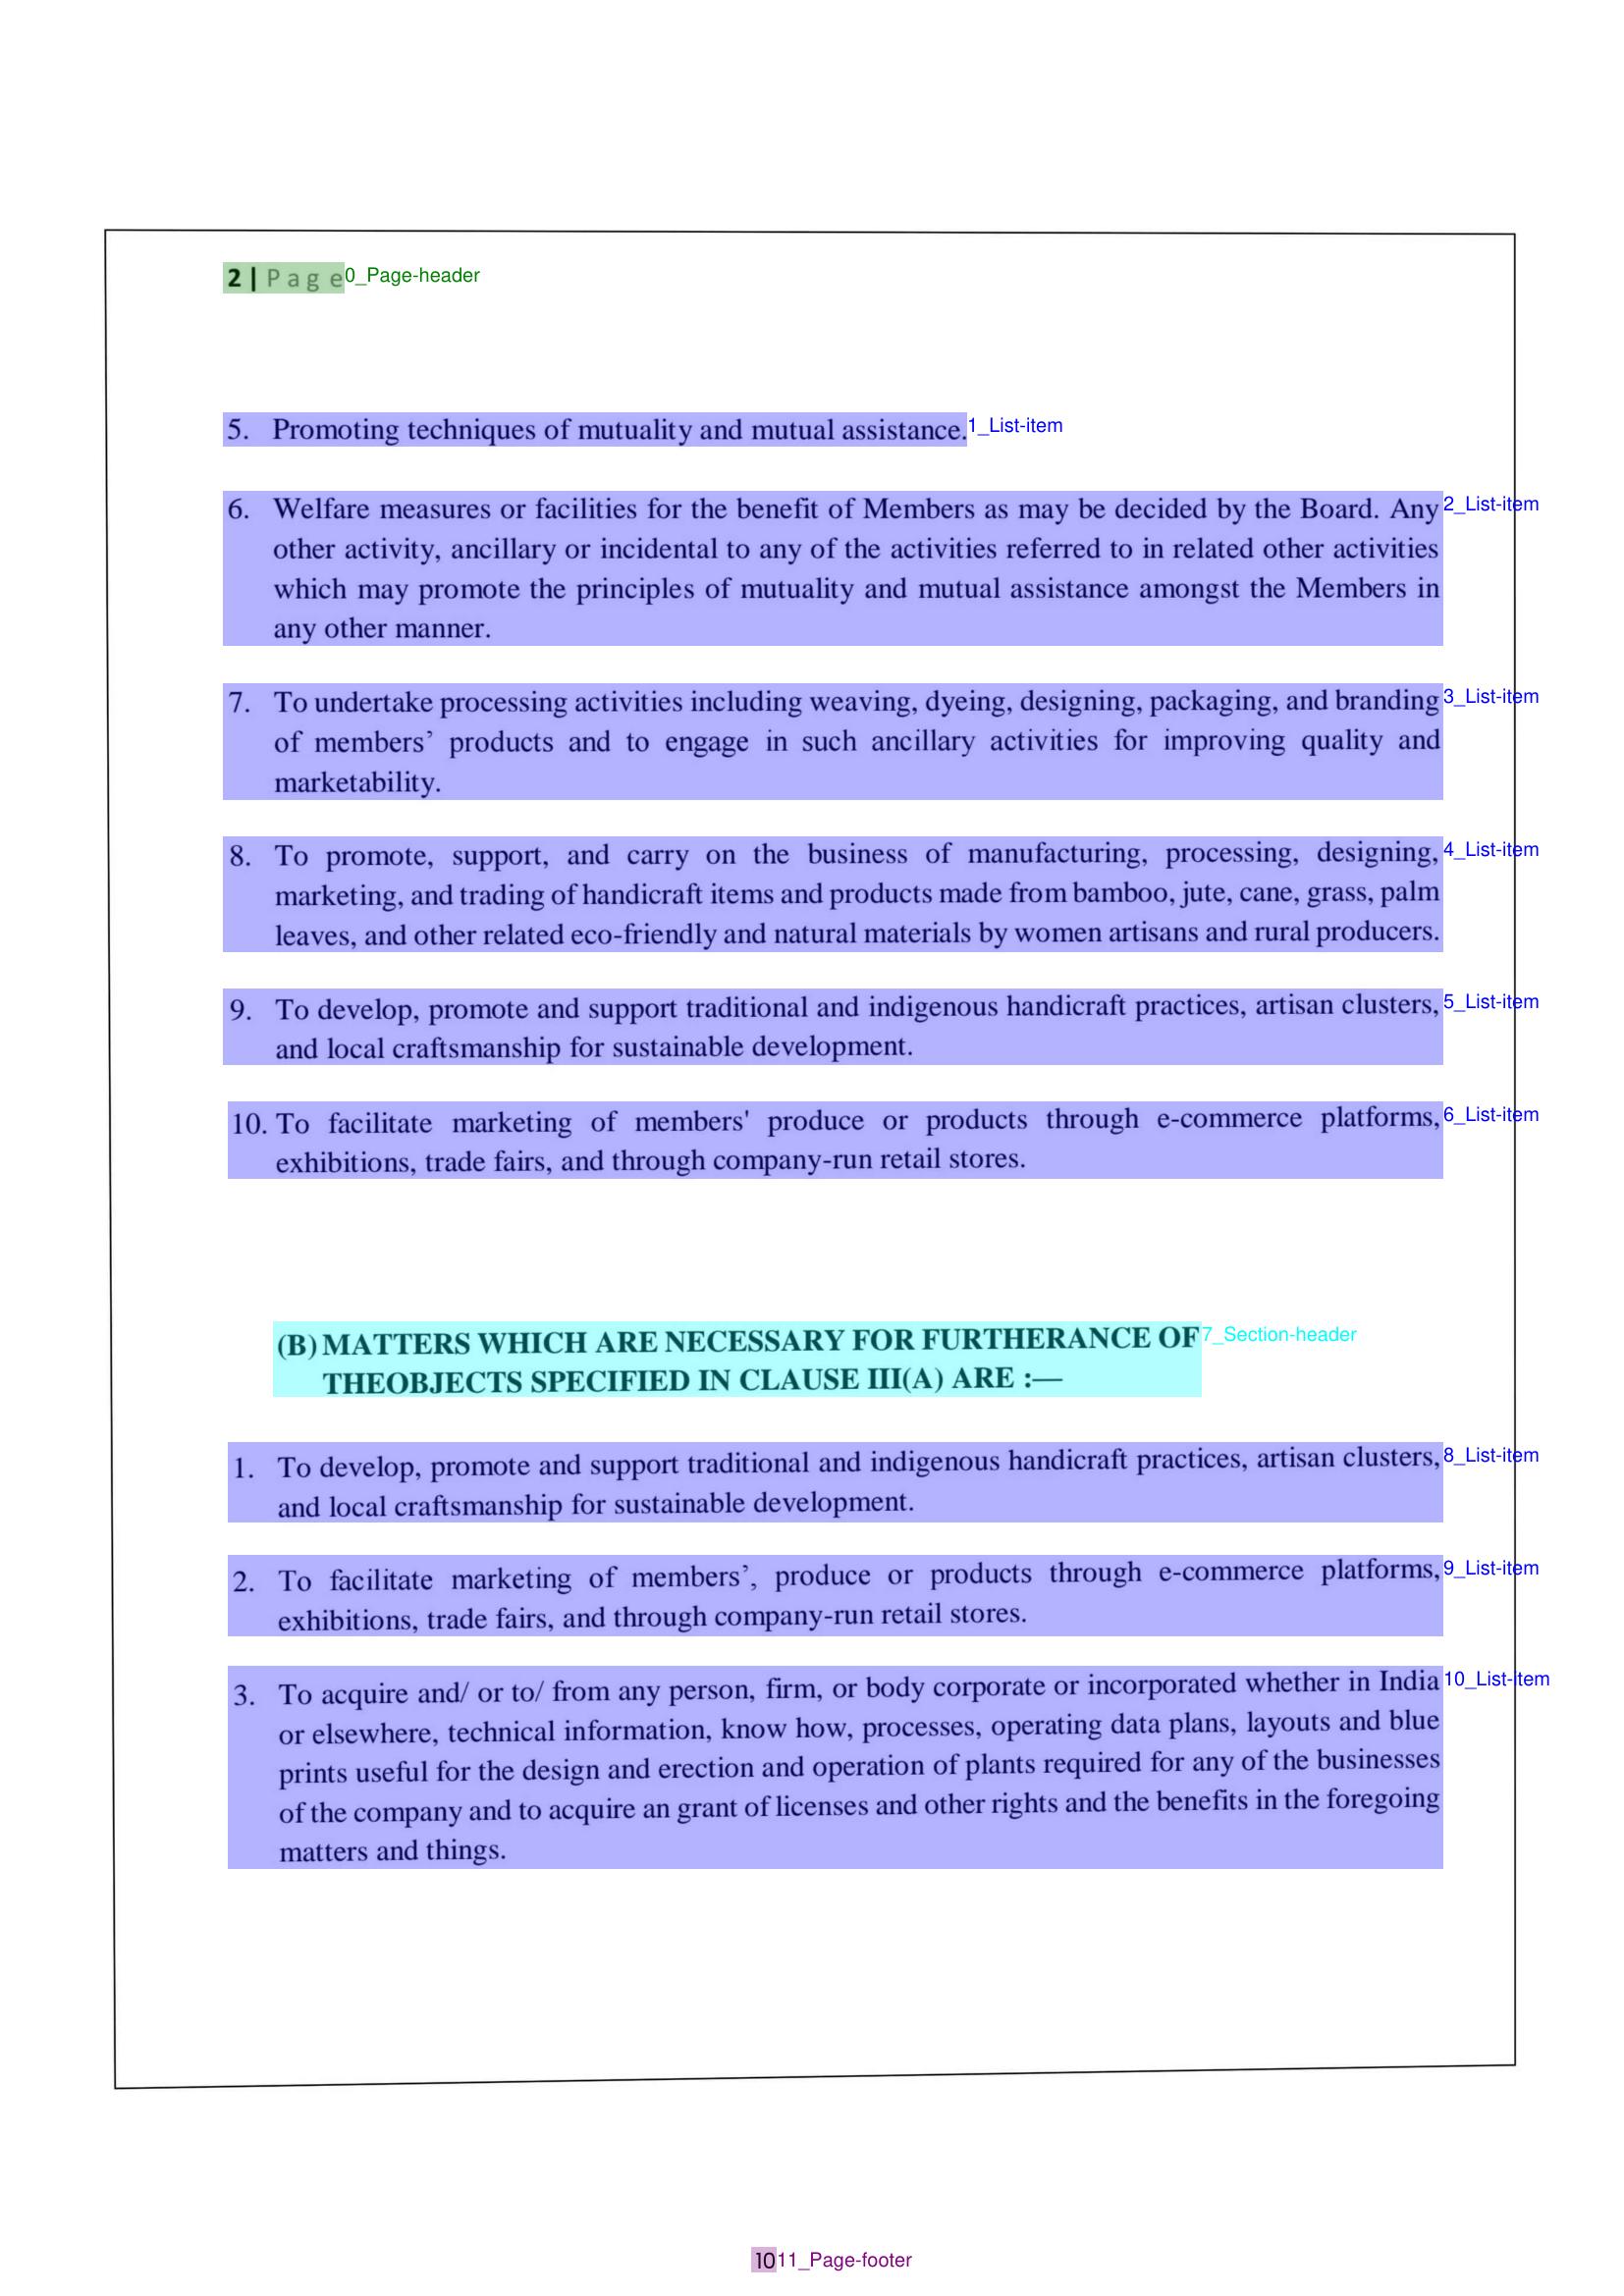 2 | Page
0_Page-header
5. Promoting techniques of mutuality and mutual assistance.
1_List-item
6. Welfare measures or facilities for the benefit of Members as may be decided by the Board. Any
2_List-item
other activity, ancillary or incidental to any of the activities referred to in related other activities
which may promote the principles of mutuality and mutual assistance amongst the Members in
any other manner.
7. To undertake processing activities including weaving, dyeing, designing, packaging, and branding
3_List-item
of members’ products and to engage in such ancillary activities for improving quality and
marketability.
8. To promote, support, and carry on the business of manufacturing, processing, designing,
4_List-item
marketing, and trading of handicraft items and products made from bamboo, jute, cane, grass, palm
leaves, and other related eco-friendly and natural materials by women artisans and rural producers.
9. To develop, promote and support traditional and indigenous handicraft practices, artisan clusters,
5_List-item
and local craftsmanship for sustainable development.
10. To facilitate marketing of members' produce or products through e-commerce platforms,
6_List-item
exhibitions, trade fairs, and through company-run retail stores.
(B) MATTERS WHICH ARE NECESSARY FOR FURTHERANCE OF
7_Section-header
THEOBJECTS SPECIFIED IN CLAUSE III(A) ARE :—
1. To develop, promote and support traditional and indigenous handicraft practices, artisan clusters,
8_List-item
and local craftsmanship for sustainable development.
2. To facilitate marketing of members’, produce or products through e-commerce platforms,
9_List-item
exhibitions, trade fairs, and through company-run retail stores.
3. To acquire and/ or to/ from any person, firm, or body corporate or incorporated whether in India
10_List-item
or elsewhere, technical information, know how, processes, operating data plans, layouts and blue
prints useful for the design and erection and operation of plants required for any of the businesses
of the company and to acquire an grant of licenses and other rights and the benefits in the foregoing
matters and things.
10
11_Page-footer